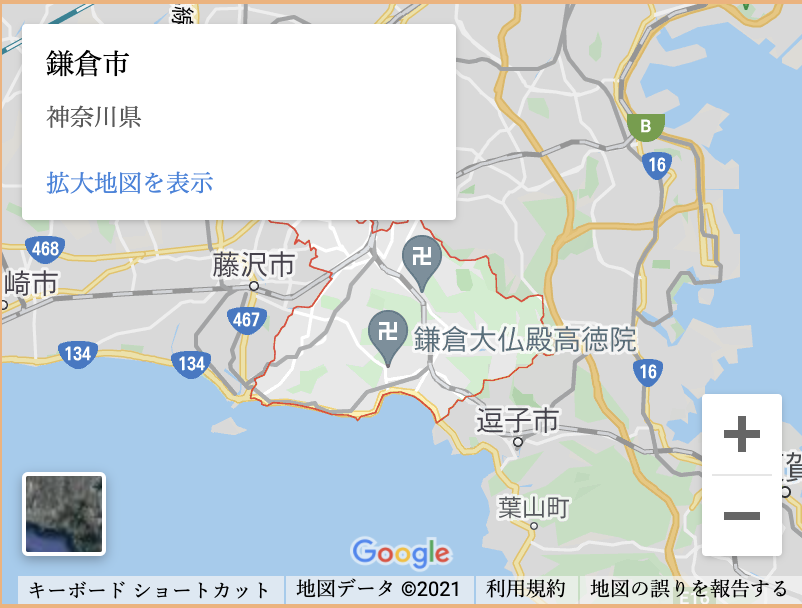 鎌倉市
神奈川県
拡大地図を表示
B
16
468
藤沢市
崎市
467
鎌倉大仏殿高徳院
134
134
16
逗子市
賀
葉山町
Google
キーボード ショートカット
地図データ ©2021
利用規約
地図の誤りを報告する